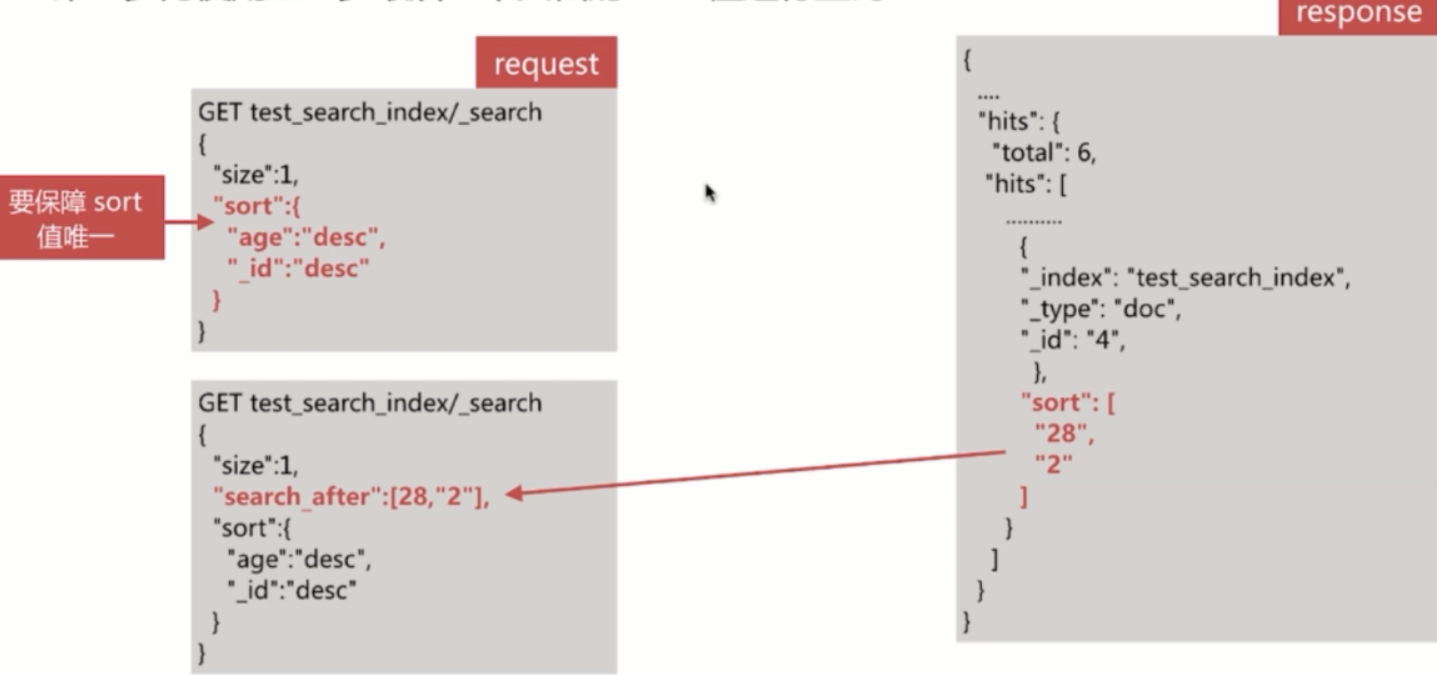 request
GET test_search_index/_search
{
"size":1,
"sort":{
"age":"desc",
"_id":"desc"
}
}
要保障 sort
值唯一
GET test_search_index/_search
{
"size":1,
"search_after":[28,"2"],
"sort":{
"age":"desc",
"_id":"desc"
}
}
response
{
....
"hits": {
"total": 6,
"hits": [
..........
{
"_index": "test_search_index",
"_type": "doc",
"_id": "4",
},
"sort": [
"28",
"2"
]
}
]
}
}